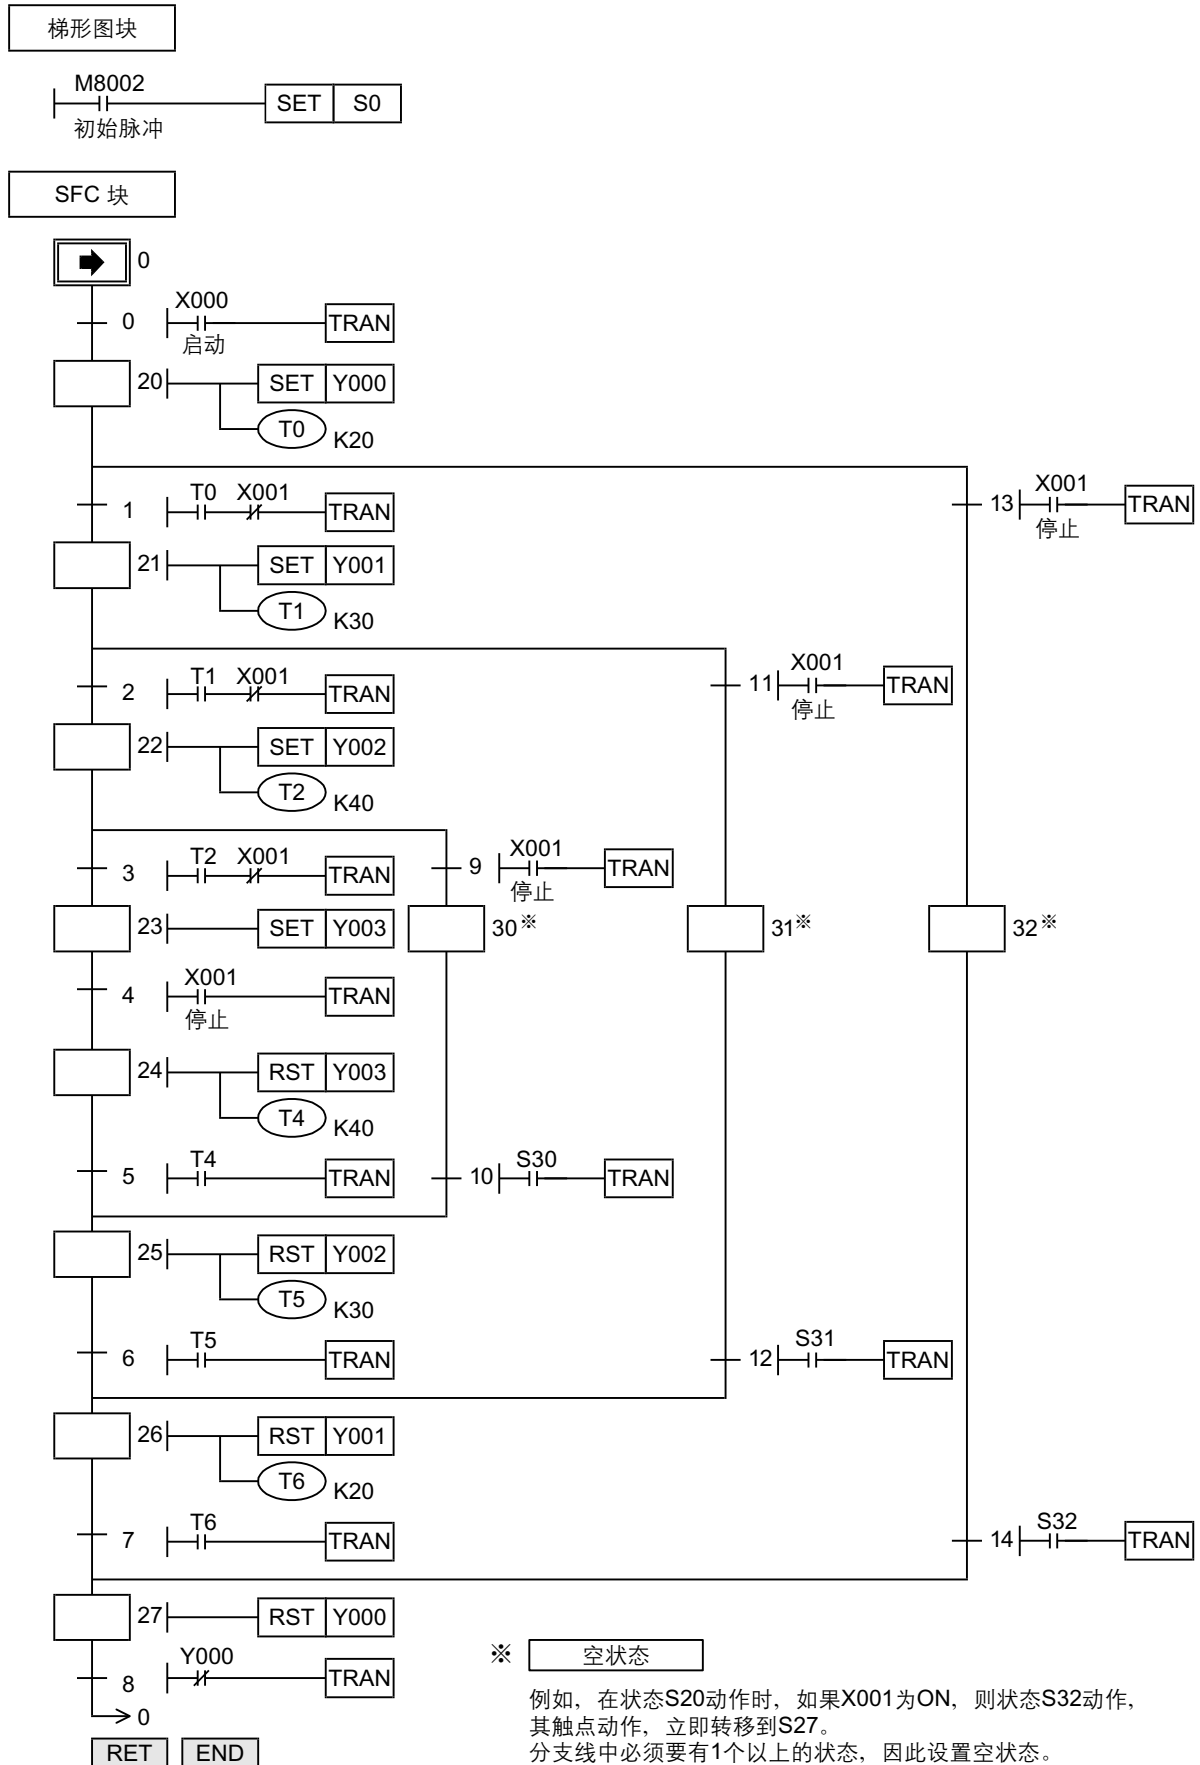 梯形图块
M8002
SET S0
初始脉冲
SFC 块
0
X000
0 TRAN
启动
20 SET Y000
T0 K20
T0 X001
1 TRAN
X001
13 TRAN
停止
21 SET Y001
T1 K30
T1 X001
2 TRAN
X001
11 TRAN
停止
22 SET Y002
T2 K40
T2 X001
3 TRAN
X001
9 TRAN
停止
23 SET Y003
30※
31※
32※
X001
4 TRAN
停止
24 RST Y003
T4 K40
T4
5 TRAN
S30
10 TRAN
25 RST Y002
T5 K30
T5
6 TRAN
S31
12 TRAN
26 RST Y001
T6 K20
T6
7 TRAN
S32
14 TRAN
27 RST Y000
Y000
8 TRAN
0
RET END
※ 空状态
例如，在状态S20动作时，如果X001为ON，则状态S32动作，
其触点动作，立即转移到S27。
分支线中必须要有1个以上的状态，因此设置空状态。